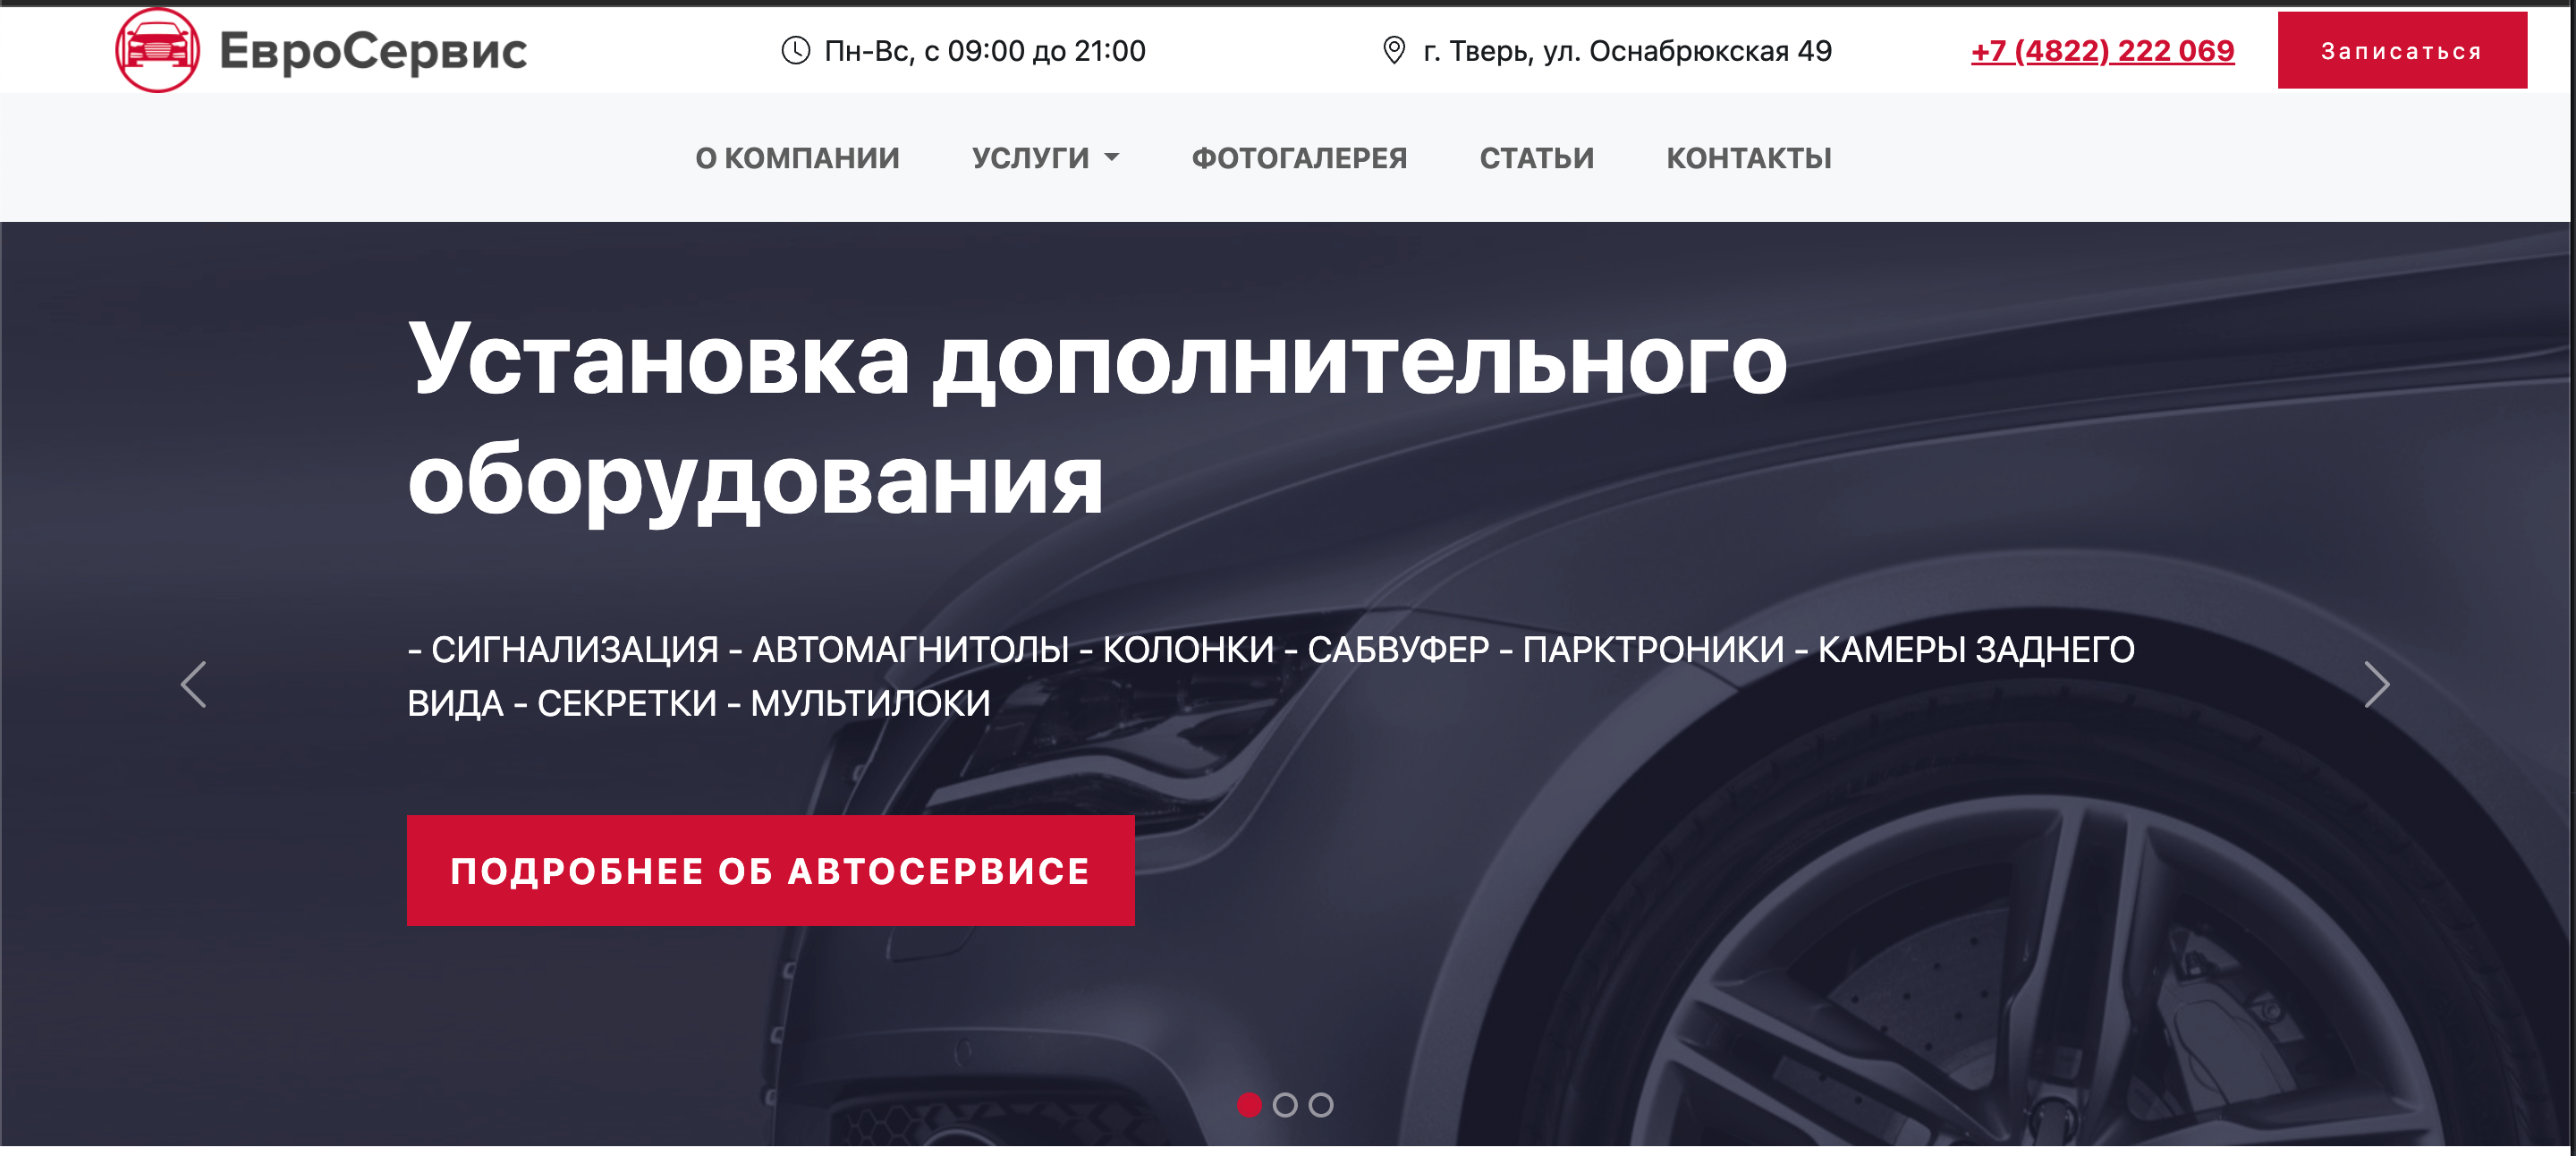 ЕвроСервис
Пн-Вс, с 09:00 до 21:00
г. Тверь, ул. Оснабрюкская 49
+7 (4822) 222 069
Записаться
О КОМПАНИИ
УСЛУГИ
ФОТОГАЛЕРЕЯ
СТАТЬИ
КОНТАКТЫ
Установка дополнительного
оборудования
- СИГНАЛИЗАЦИЯ - АВТОМАГНИТОЛЫ - КОЛОНКИ - САБВУФЕР - ПАРКТРОНИКИ - КАМЕРЫ ЗАДНЕГО
ВИДА - СЕКРЕТКИ - МУЛЬТИЛОКИ
ПОДРОБНЕЕ ОБ АВТОСЕРВИСЕ